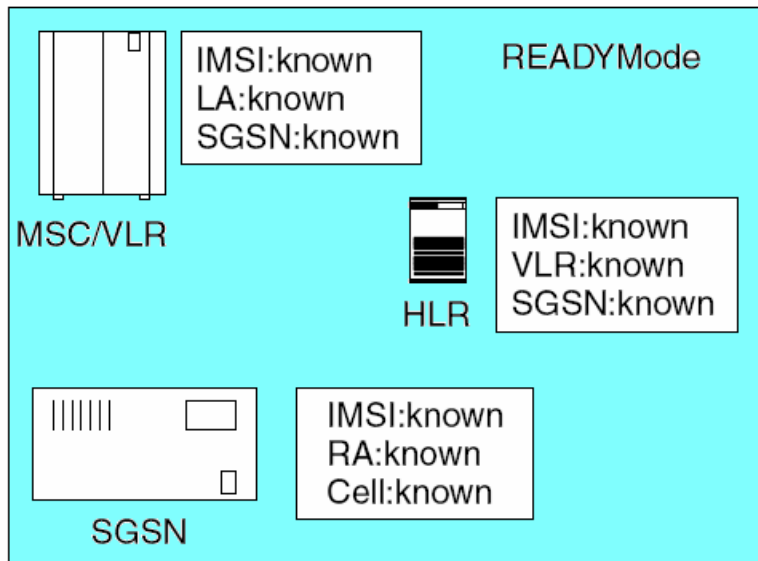 IMSI:known
LA:known
SGSN:known
READYMode
MSC/VLR
IMSI:known
VLR:known
SGSN:known
HLR
IMSI:known
RA:known
Cell:known
SGSN